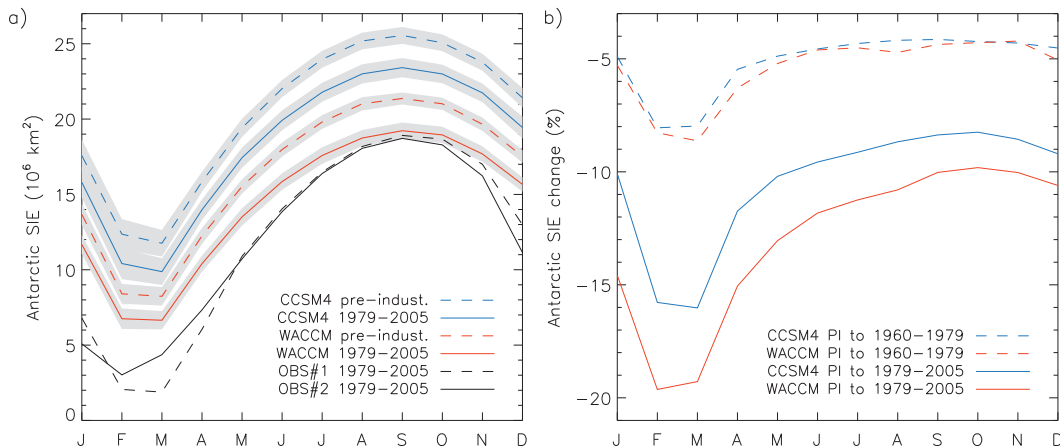 a)
Antarctic SIE (10⁶ km²)
25
20
15
10
5
0
CCSM4 pre-indust.
CCSM4 1979-2005
WACCM pre-indust.
WACCM 1979-2005
OBS#1 1979-2005
OBS#2 1979-2005
J F M A M J J A S O N D
b)
Antarctic SIE change (%)
-5
-10
-15
-20
CCSM4 PI to 1960-1979
WACCM PI to 1960-1979
CCSM4 PI to 1979-2005
WACCM PI to 1979-2005
J F M A M J J A S O N D